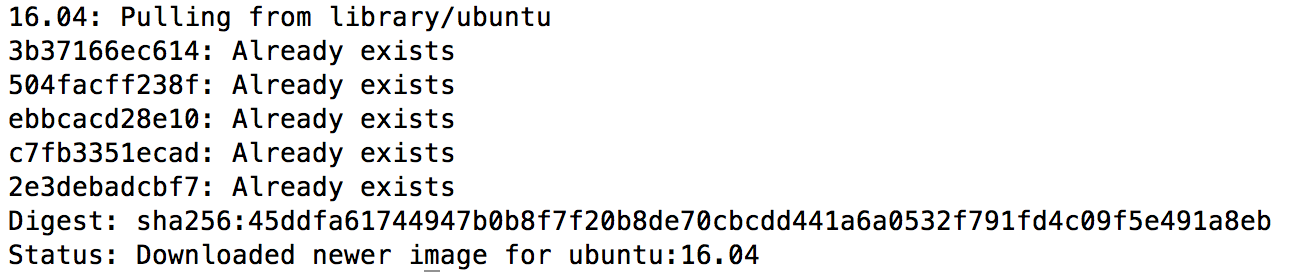 16.04: Pulling from library/ubuntu
3b37166ec614: Already exists
504facff238f: Already exists
ebbcacd28e10: Already exists
c7fb3351ecad: Already exists
2e3debadcbf7: Already exists
Digest: sha256:45ddfa61744947b0b8f7f20b8de70cbcdd441a6a0532f791fd4c09f5e491a8eb
Status: Downloaded newer image for ubuntu:16.04